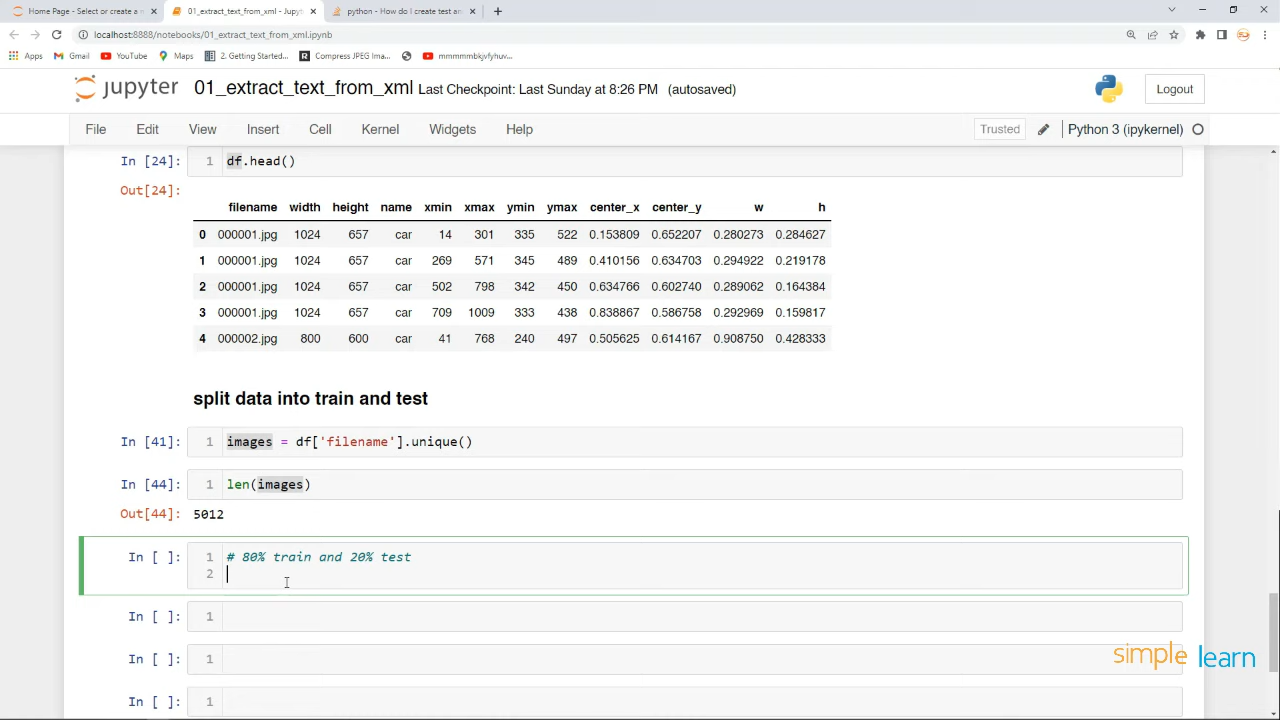 Home Page - Select or create a n
01_extract_text_from_xml - Jupy
python - How do I create test an
localhost:8888/notebooks/01_extract_text_from_xml.ipynb
Apps Gmail YouTube Maps 2. Getting Started... Compress JPEG Ima... mmmmmbkjvfyhuv...
jupyter 01_extract_text_from_xml Last Checkpoint: Last Sunday at 8:26 PM (autosaved) Logout
File Edit View Insert Cell Kernel Widgets Help Trusted Python 3 (ipykernel)
In [24]: 1 df.head()
Out[24]:
filename width height name xmin xmax ymin ymax center_x center_y w h
0 000001.jpg 1024 657 car 14 301 335 522 0.153809 0.652207 0.280273 0.284627
1 000001.jpg 1024 657 car 269 571 345 489 0.410156 0.634703 0.294922 0.219178
2 000001.jpg 1024 657 car 502 798 342 450 0.634766 0.602740 0.289062 0.164384
3 000001.jpg 1024 657 car 709 1009 333 438 0.838867 0.586758 0.292969 0.159817
4 000002.jpg 800 600 car 41 768 240 497 0.505625 0.614167 0.908750 0.428333
split data into train and test
In [41]: 1 images = df['filename'].unique()
In [44]: 1 len(images)
Out[44]: 5012
In [ ]: 1 # 80% train and 20% test
2
In [ ]: 1
In [ ]: 1
simplelearn
In [ ]: 1